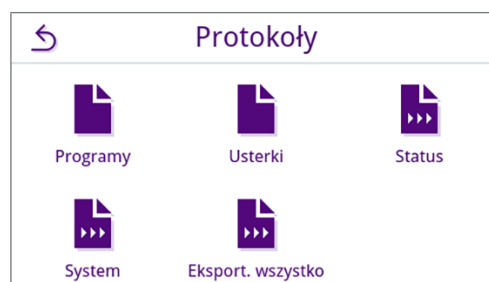 Protokoły
Programy
Usterki
Status
System
Eksport. wszystko